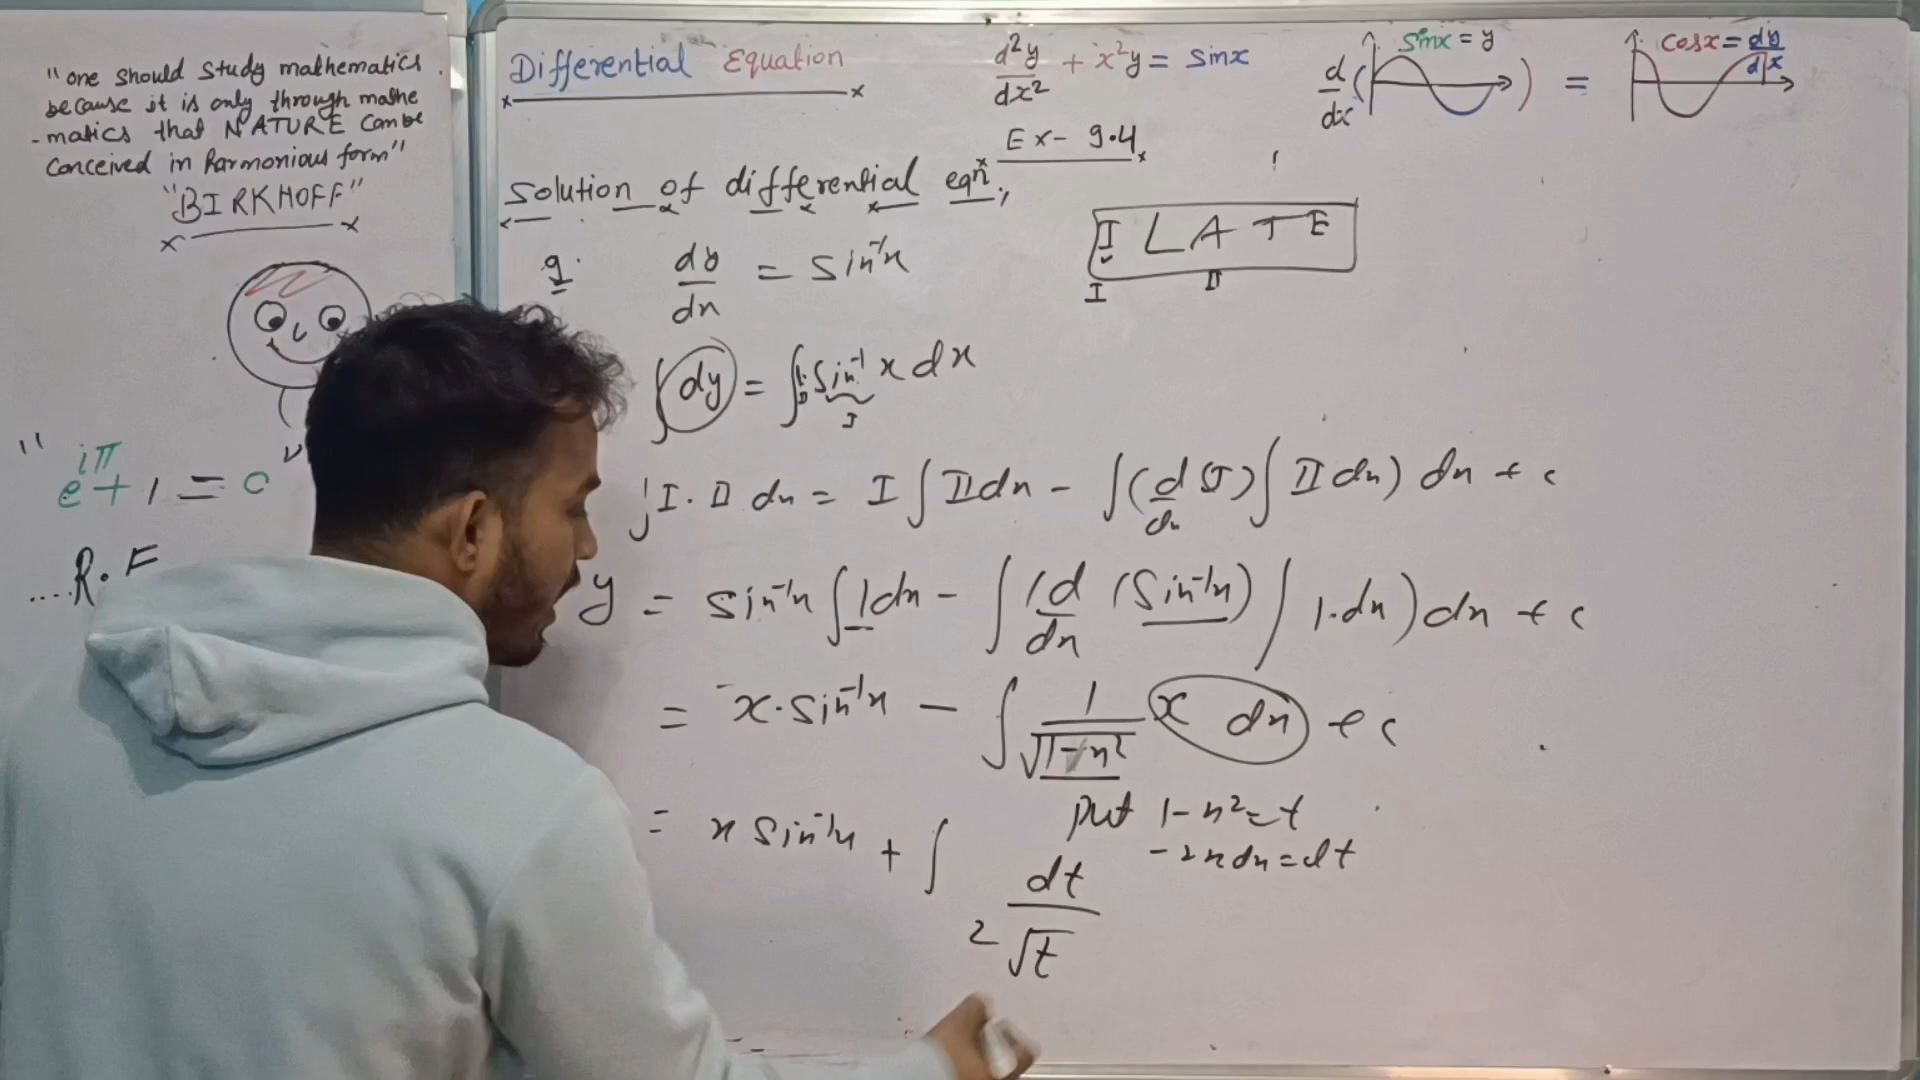 "one should study mathematics
because it is only through mathe
-matics that NATURE can be
conceived in harmonious form"
"BIRKHOFF"
"
e^{iπ} + 1 = 0
....R.F
Differential Equation
d²y/dx² + x²y = sinx
d/dx ( sinx = y ) = cosx = dy/dx
Ex- 9.4
Solution of differential eqn.,
I L A T E
I II
9. dy/dx = sin⁻¹x
∫dy = ∫1. sin⁻¹ x dx
II I
∫I . II dx = I ∫ II dx - ∫(d/dx (I) ∫ II dx) dx + c
y = sin⁻¹x ∫1dx - ∫(d/dx (sin⁻¹x) ∫ 1.dx) dx + c
= x.sin⁻¹x - ∫ 1/√(1-x²) x dx + c
put 1-x² = t
-2xdx = dt
= x sin⁻¹x + ∫ dt/2√t